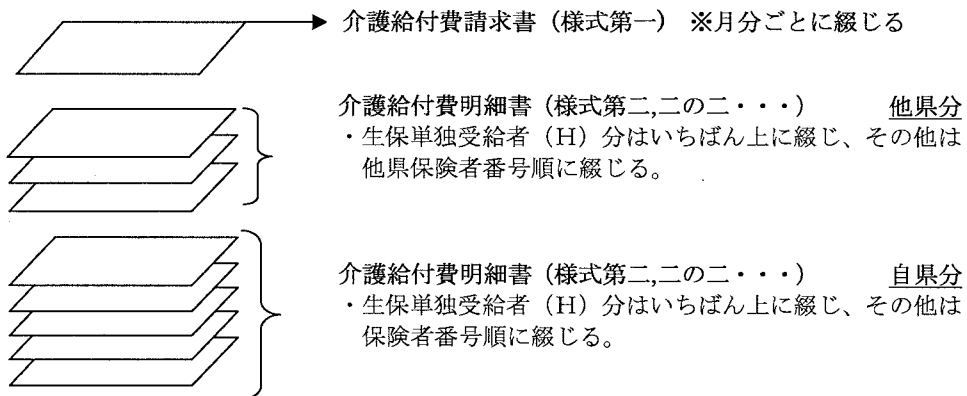 介護給付費請求書（様式第一） ※月分ごとに綴じる
介護給付費明細書（様式第二,二の二・・・） 他県分
・生保単独受給者（H）分はいちばん上に綴じ、その他は
他県保険者番号順に綴じる。
介護給付費明細書（様式第二,二の二・・・） 自県分
・生保単独受給者（H）分はいちばん上に綴じ、その他は
保険者番号順に綴じる。